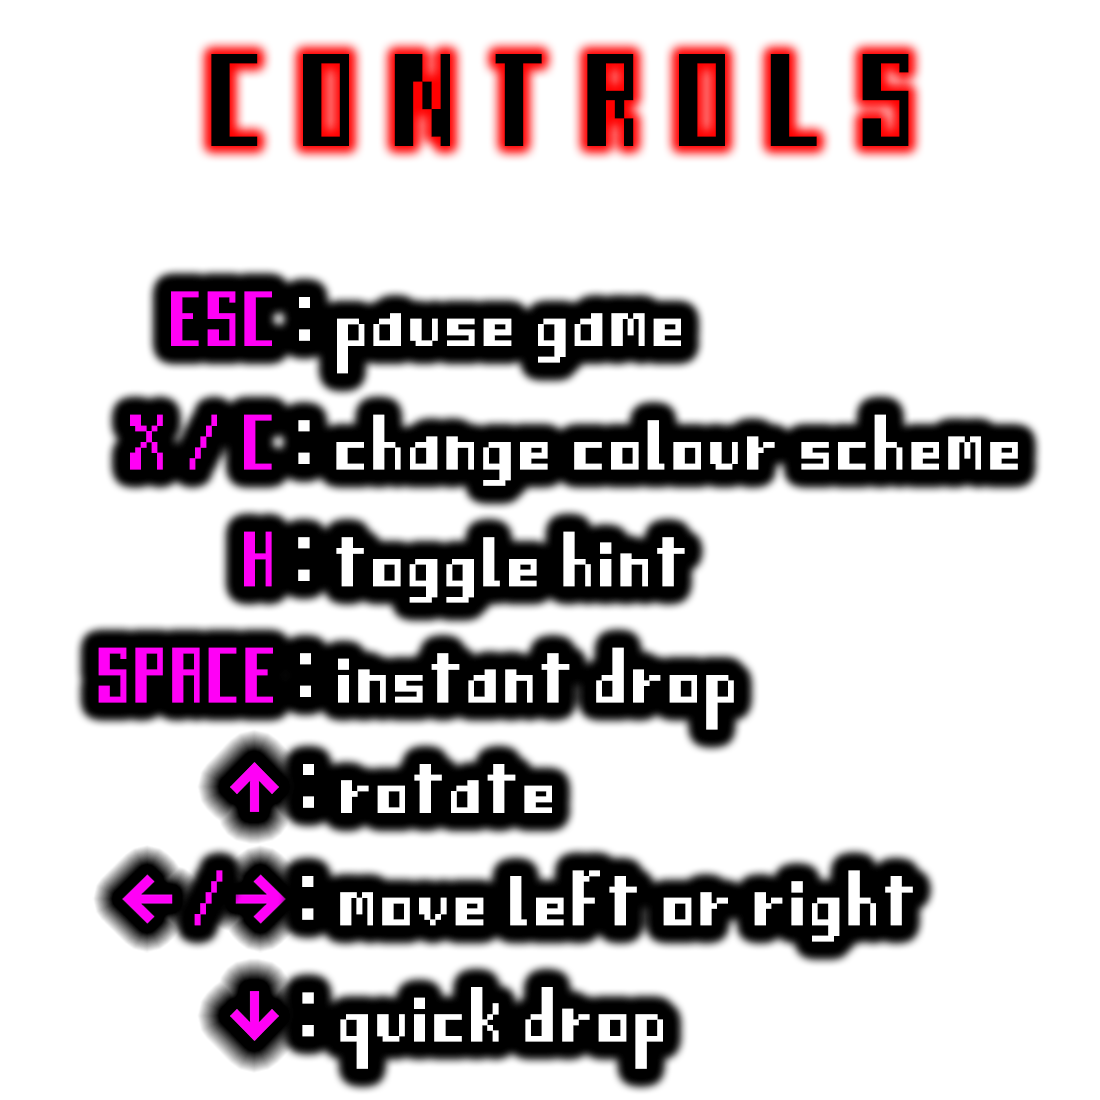 CONTROLS
ESC: pause game
X/C: change colour scheme
H: toggle hint
SPACE: instant drop
↑: rotate
←/→: move left or right
↓: quick drop